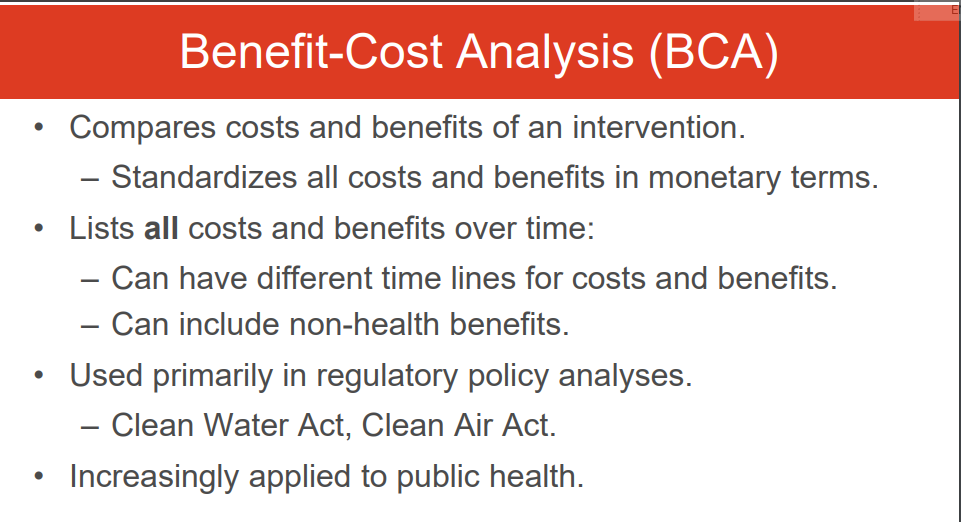 Benefit-Cost Analysis (BCA)
• Compares costs and benefits of an intervention.
– Standardizes all costs and benefits in monetary terms.
• Lists all costs and benefits over time:
– Can have different time lines for costs and benefits.
– Can include non-health benefits.
• Used primarily in regulatory policy analyses.
– Clean Water Act, Clean Air Act.
• Increasingly applied to public health.